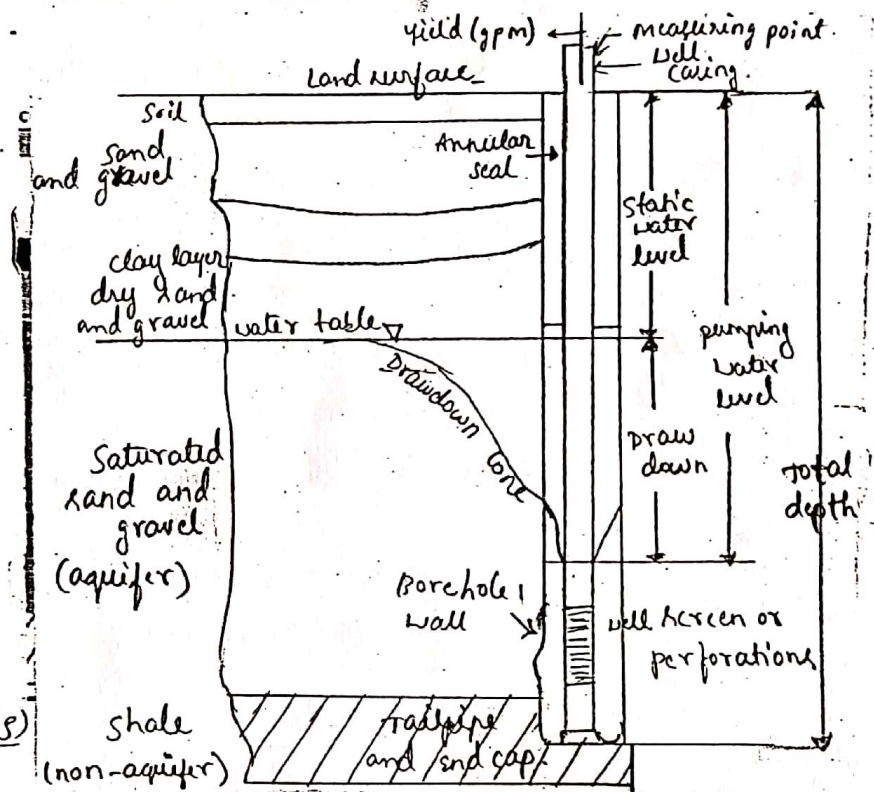 yield (gpm)
measuring point.
well
casing.
Land surface
Soil
sand
and gravel
Annular
seal
Static
water
level
clay layer
dry sand
and gravel
water table
pumping
water
level
Drawdown cone
Draw
down
Total
depth
Saturated
sand and
gravel
(aquifer)
Borehole
wall
well screen or
perforations
Shale
(non-aquifer)
Tailpipe
and end cap